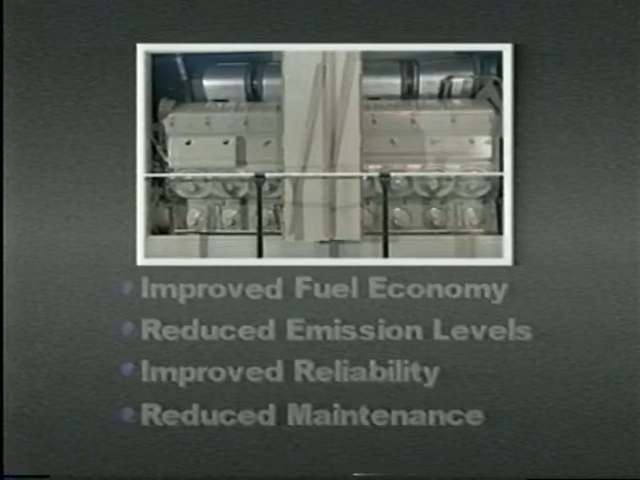 Improved Fuel Economy
Reduced Emission Levels
Improved Reliability
Reduced Maintenance